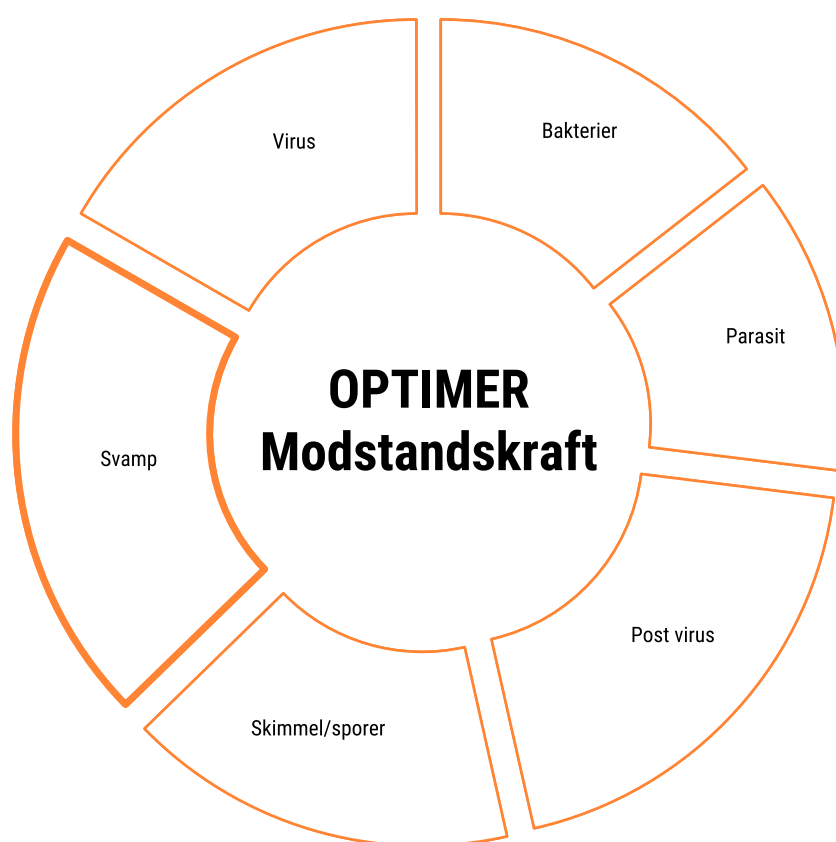 Virus
Bakterier
Parasit
OPTIMER
Modstandskraft
Svamp
Post virus
Skimmel/sporer